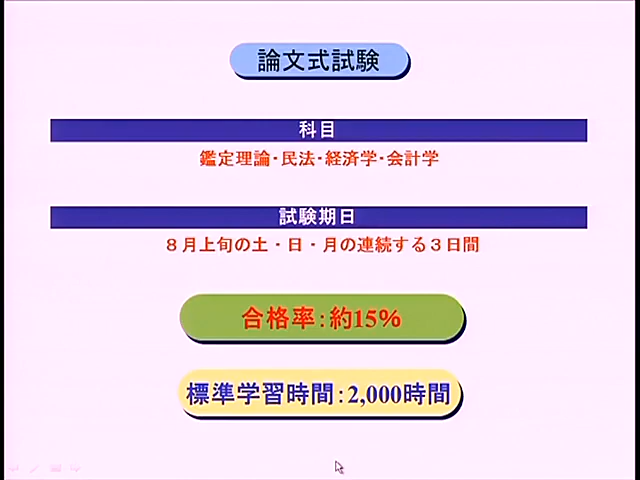 論文式試験
科目
鑑定理論・民法・経済学・会計学
試験期日
８月上旬の土・日・月の連続する３日間
合格率：約15%
標準学習時間：2,000時間